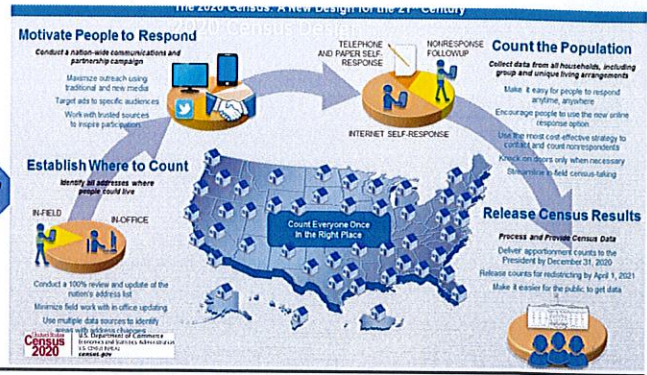 The 2020 Census: A New Design for the 21st Century
2020 Census Design
Motivate People to Respond
Conduct a nation-wide communications and
partnership campaign
Maximize outreach using
traditional and new media
Target ads to specific audiences
Work with trusted sources
to inspire participation
TELEPHONE
AND PAPER SELF-
RESPONSE
NONRESPONSE
FOLLOWUP
INTERNET SELF-RESPONSE
Count the Population
Collect data from all households, including
group and unique living arrangements
Make it easy for people to respond
anytime, anywhere
Encourage people to use the new online
response option
Use the most cost-effective strategy to
contact and count nonrespondents
Knock on doors only when necessary
Streamline in-field census-taking
Establish Where to Count
Identify all addresses where
people could live
IN-FIELD
IN-OFFICE
Conduct a 100% review and update of the
nation's address list
Minimize field work with in-office updating
Use multiple data sources to identify
areas with address changes
Count Everyone Once
In the Right Place
Release Census Results
Process and Provide Census Data
Deliver apportionment counts to the
President by December 31, 2020
Release counts for redistricting by April 1, 2021
Make it easier for the public to get data
United States
Census
2020
U.S. Department of Commerce
Economics and Statistics Administration
U.S. CENSUS BUREAU
census.gov